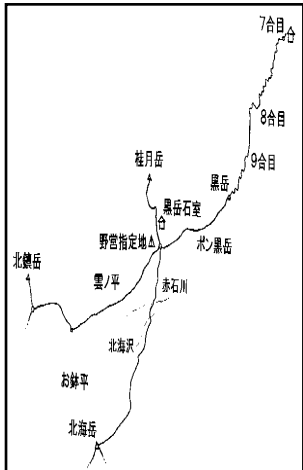 7合目
8合目
9合目
桂月岳
黒岳
黒岳石室
野営指定地
ポン黒岳
北鎮岳
雲ノ平
赤石川
北海沢
お鉢平
北海岳